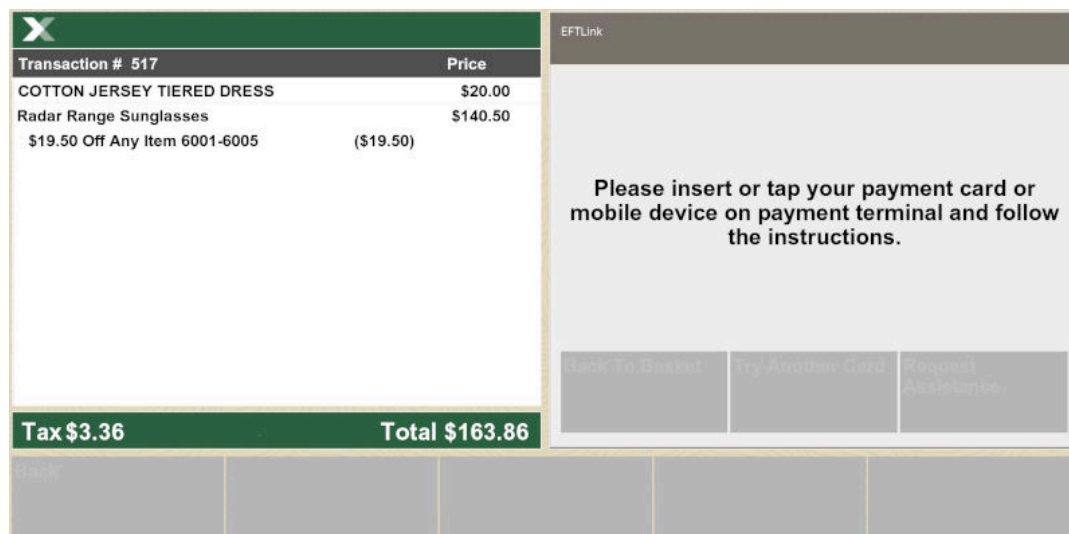 EFTLink
Transaction # 517 Price
COTTON JERSEY TIERED DRESS $20.00
Radar Range Sunglasses $140.50
$19.50 Off Any Item 6001-6005 ($19.50)
Please insert or tap your payment card or
mobile device on payment terminal and follow
the instructions.
Back To Basket
Try Another Card
Request
Assistance
Tax $3.36 Total $163.86
Back